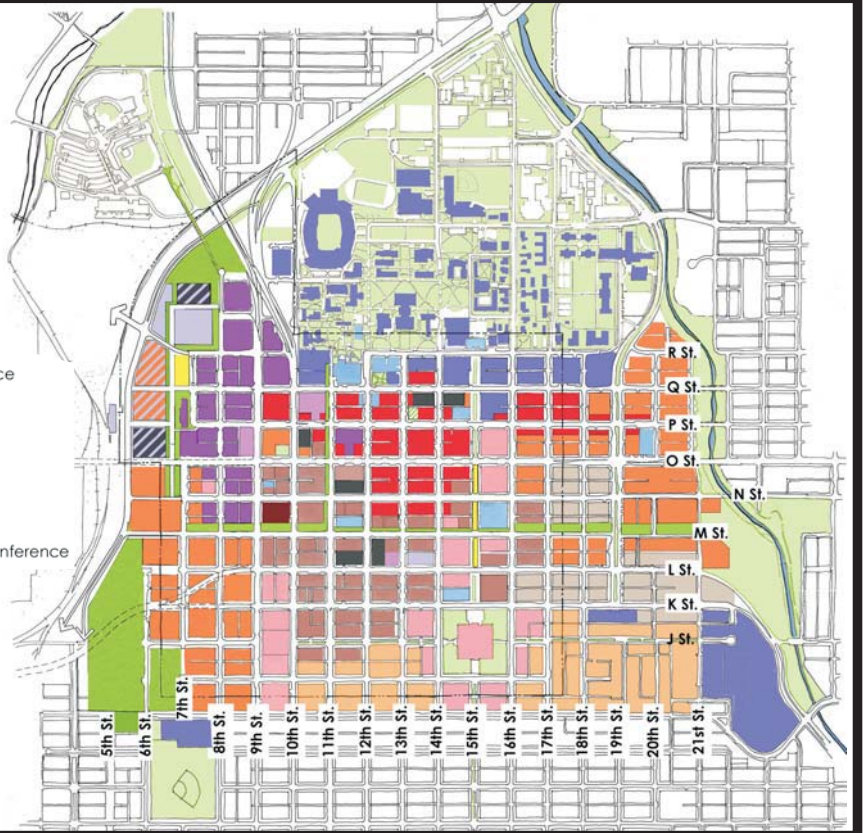 ce
nference
R St.
Q St.
P St.
O St.
N St.
M St.
L St.
K St.
J St.
5th St.
6th St.
7th St.
8th St.
9th St.
10th St.
11th St.
12th St.
13th St.
14th St.
15th St.
16th St.
17th St.
18th St.
19th St.
20th St.
21st St.